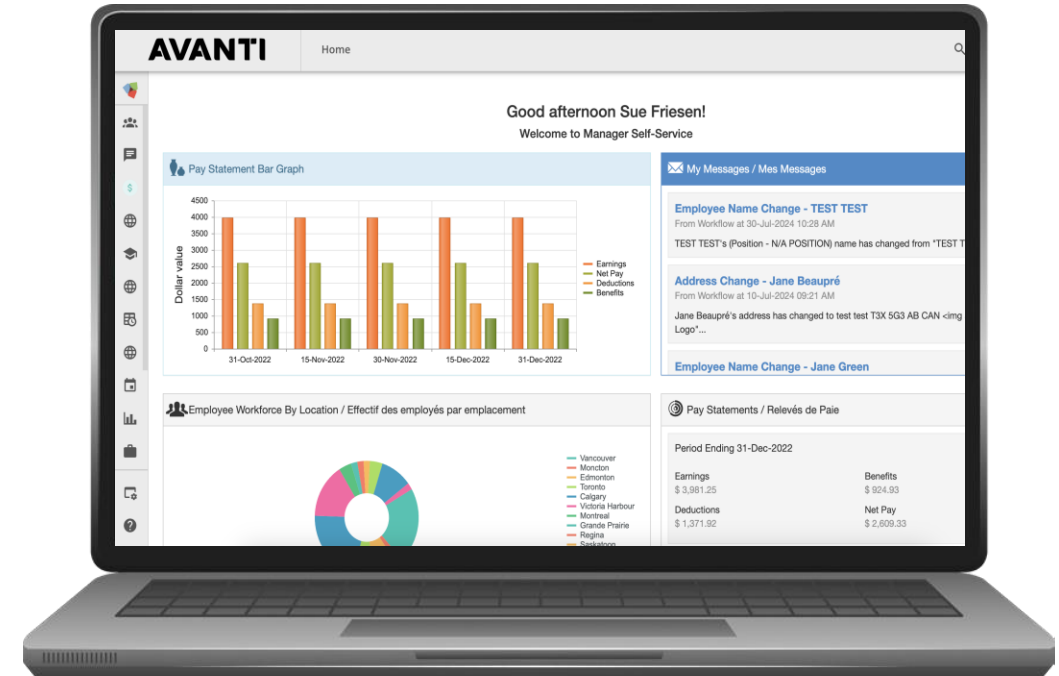 AVANTI
Home
Good afternoon Sue Friesen!
Welcome to Manager Self-Service
Pay Statement Bar Graph
4500
4000
3500
3000
2500
2000
1500
1000
500
0
Dollar value
31-Oct-2022
15-Nov-2022
30-Nov-2022
15-Dec-2022
31-Dec-2022
Earnings
Net Pay
Deductions
Benefits
My Messages / Mes Messages
Employee Name Change - TEST TEST
From Workflow at 30-Jul-2024 10:28 AM
TEST TEST's (Position - N/A POSITION) name has changed from "TEST T
Address Change - Jane Beaupré
From Workflow at 10-Jul-2024 09:21 AM
Jane Beaupré's address has changed to test test T3X 5G3 AB CAN <img
Logo"...
Employee Name Change - Jane Green
Employee Workforce By Location / Effectif des employés par emplacement
Vancouver
Moncton
Edmonton
Toronto
Calgary
Victoria Harbour
Montreal
Grande Prairie
Regina
Saskatoon
Pay Statements / Relevés de Paie
Period Ending 31-Dec-2022
Earnings
$ 3,981.25
Benefits
$ 924.93
Deductions
$ 1,371.92
Net Pay
$ 2,609.33